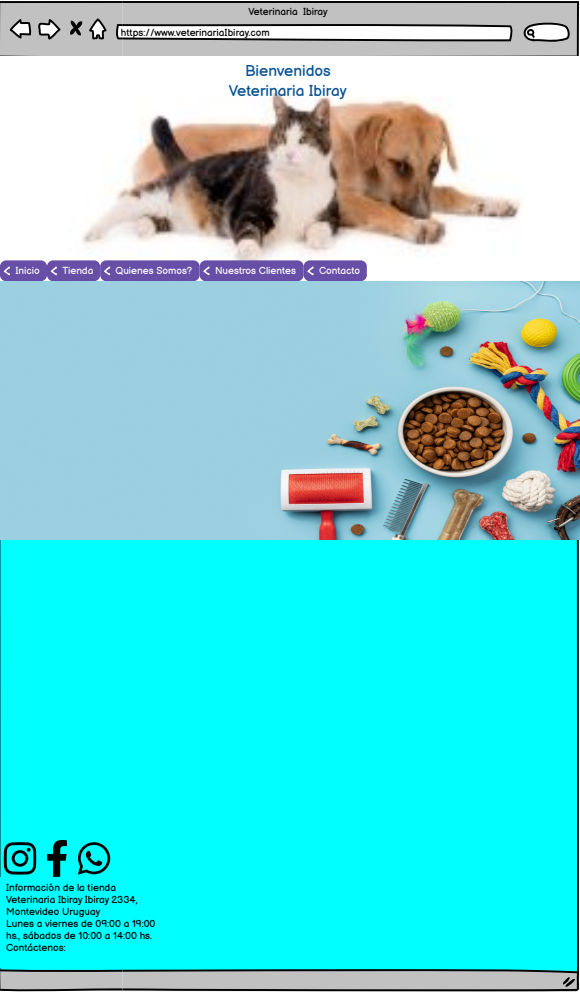 Veterinaria Ibiray
https://www.veterinariaIbiray.com
Bienvenidos
Veterinaria Ibiray
Inicio
Tienda
Quienes Somos?
Nuestros Clientes
Contacto
Información de la tienda
Veterinaria Ibiray Ibiray 2334,
Montevideo Uruguay
Lunes a viernes de 09:00 a 19:00
hs., sábados de 10:00 a 14:00 hs.
Contáctenos: